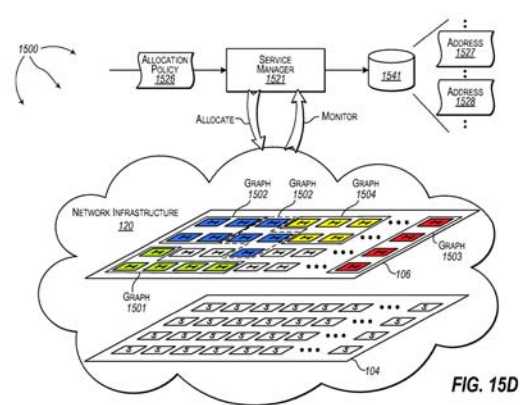 1500
ALLOCATION
POLICY
1526
SERVICE
MANAGER
1521
1541
ADDRESS
1527
ADDRESS
1528
ALLOCATE
MONITOR
GRAPH
1502
GRAPH
1502
GRAPH
1504
NETWORK INFRASTRUCTURE
120
GRAPH
1503
106
GRAPH
1501
S S S S S S S ••• S
S S S S S S S ••• S
S S S S S S S ••• S
S S S S S S S ••• S
104
FIG. 15D